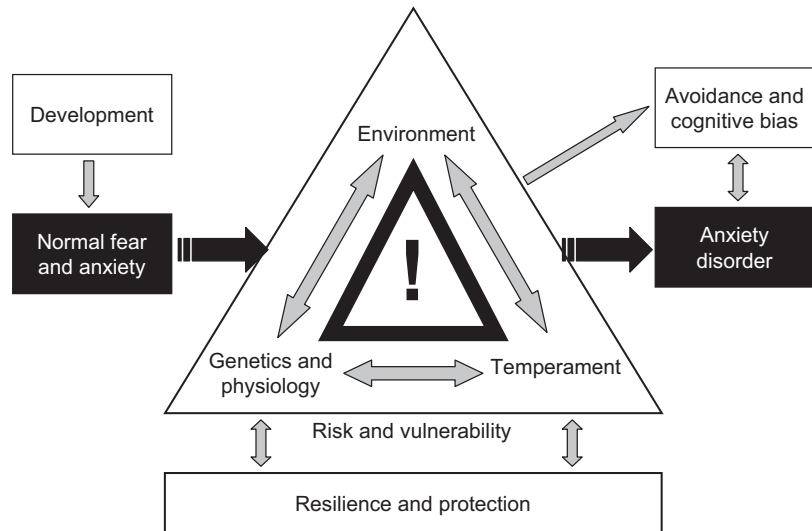 Development
Normal fear
and anxiety
Environment
!
Genetics and
physiology
Temperament
Avoidance and
cognitive bias
Anxiety
disorder
Risk and vulnerability
Resilience and protection